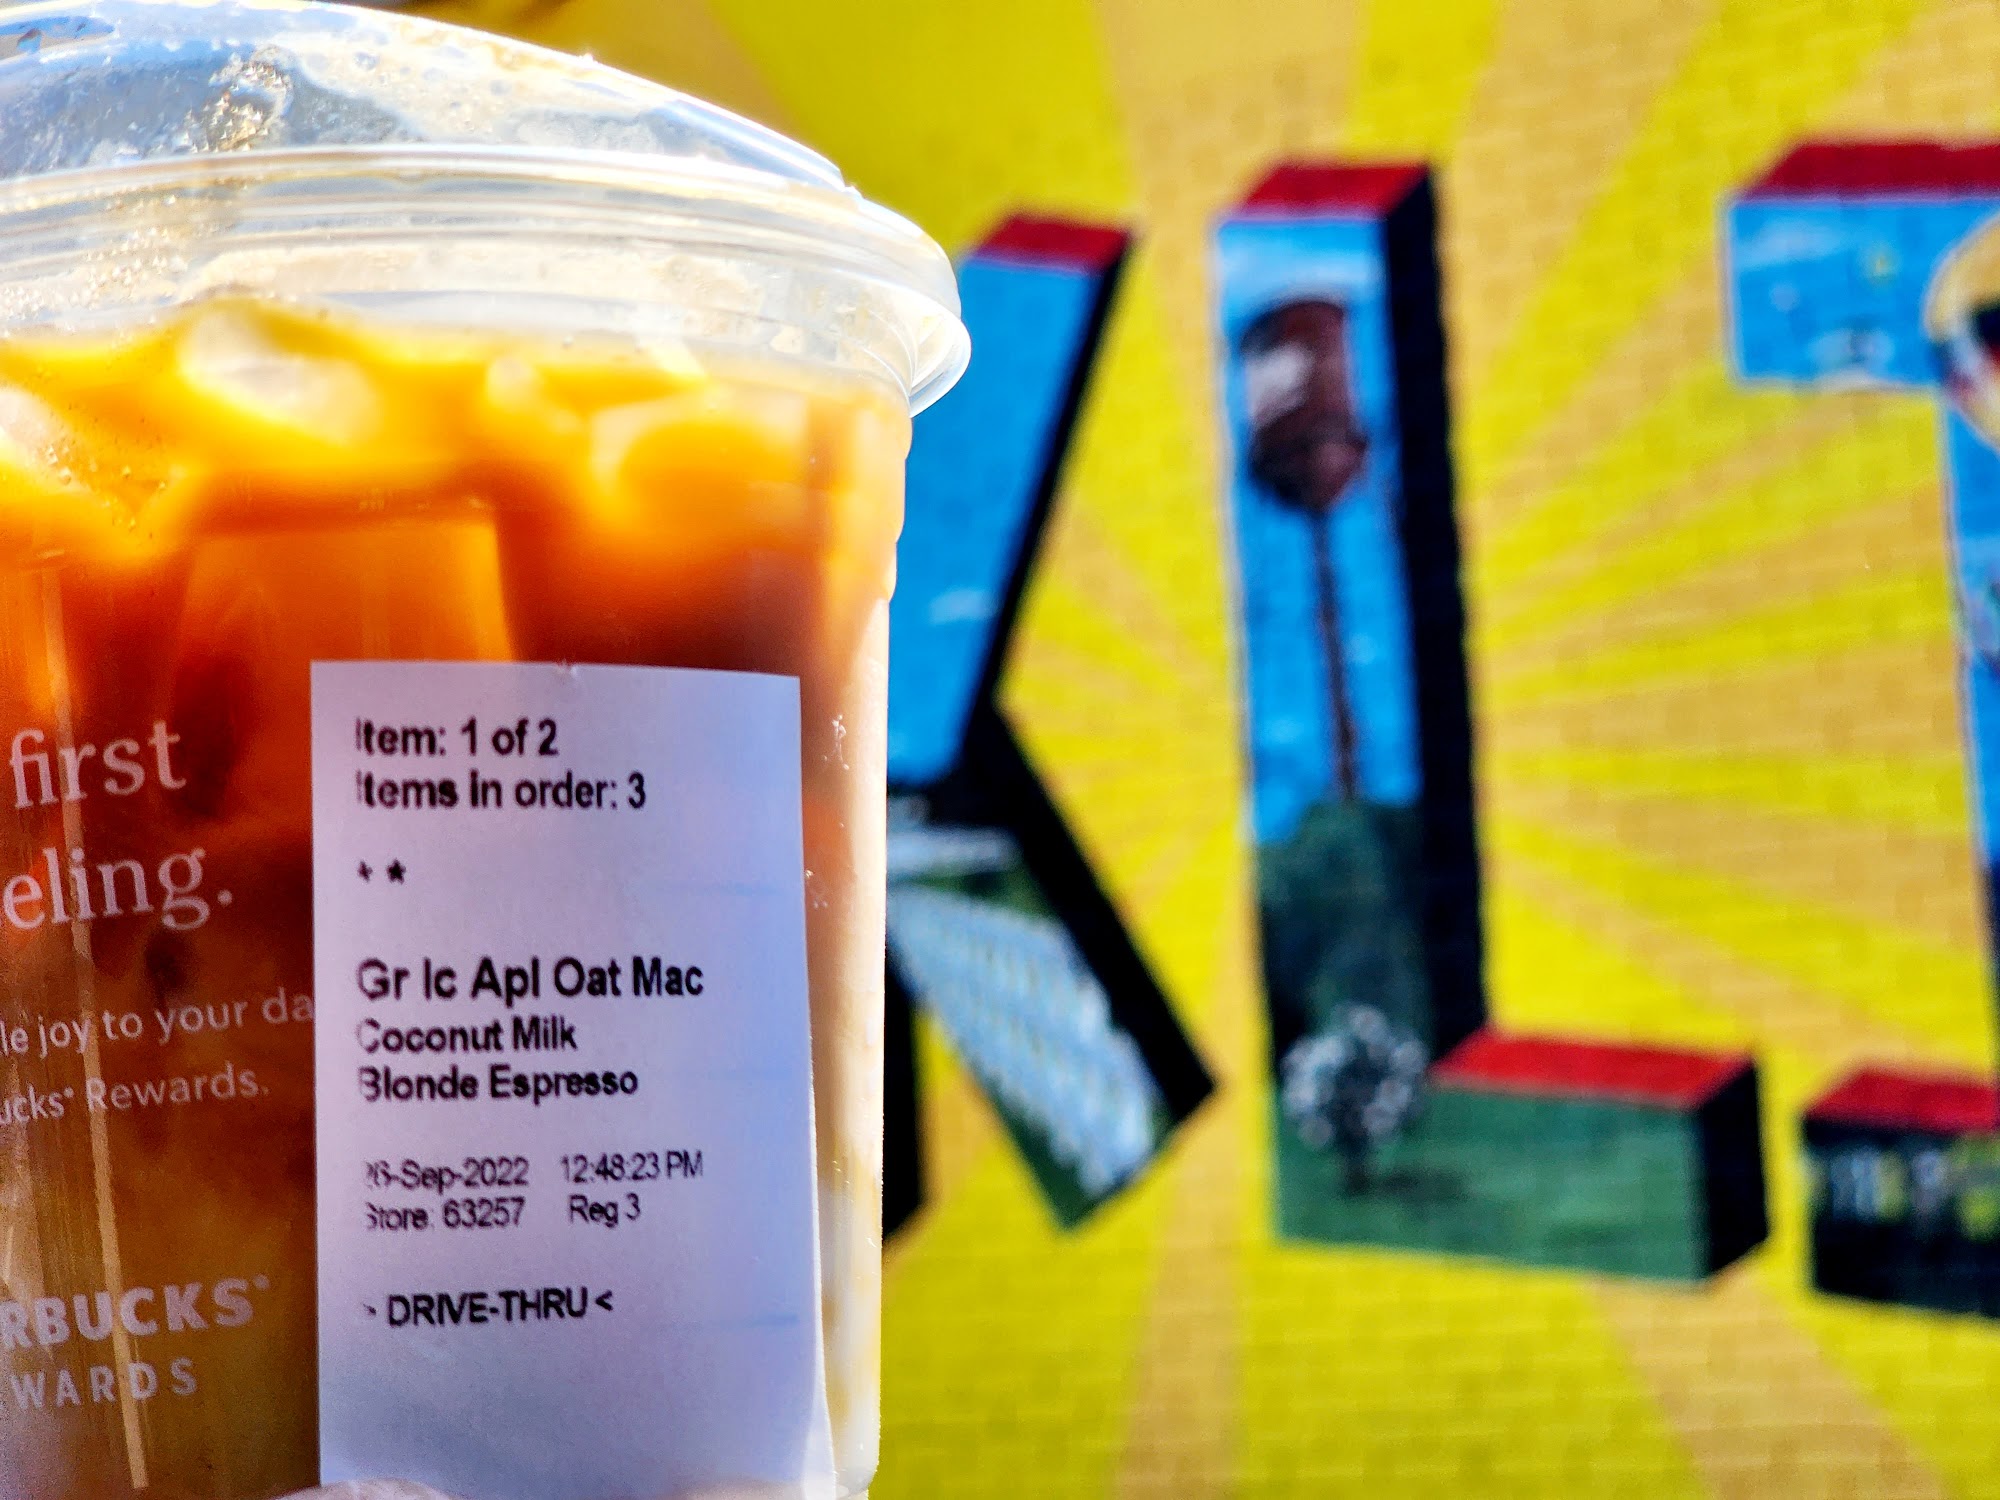 first
eling.
le joy to your da
ucks® Rewards.
RBUCKS®
WARDS
Item: 1 of 2
Items in order: 3
* *
Gr Ic Apl Oat Mac
Coconut Milk
Blonde Espresso
26-Sep-2022 12:48:23 PM
Store: 63257 Reg 3
> DRIVE-THRU <
KL